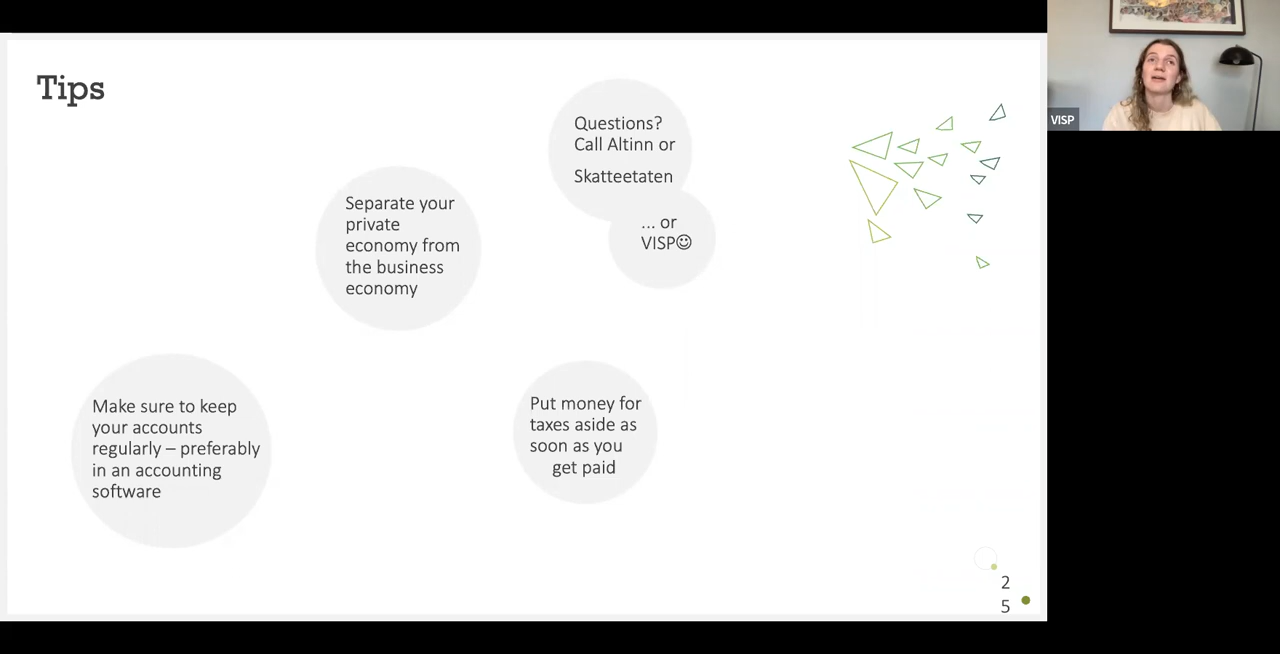 Tips
Questions?
Call Altinn or
Skatteetaten
... or
VISP☺
Separate your
private
economy from
the business
economy
Make sure to keep
your accounts
regularly – preferably
in an accounting
software
Put money for
taxes aside as
soon as you
get paid
2
5
VISP